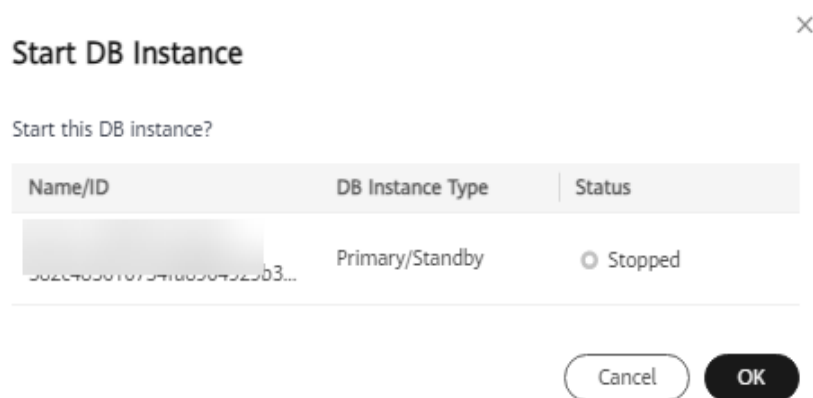 Start DB Instance
Start this DB instance?
Name/ID DB Instance Type Status
Primary/Standby Stopped
Cancel OK